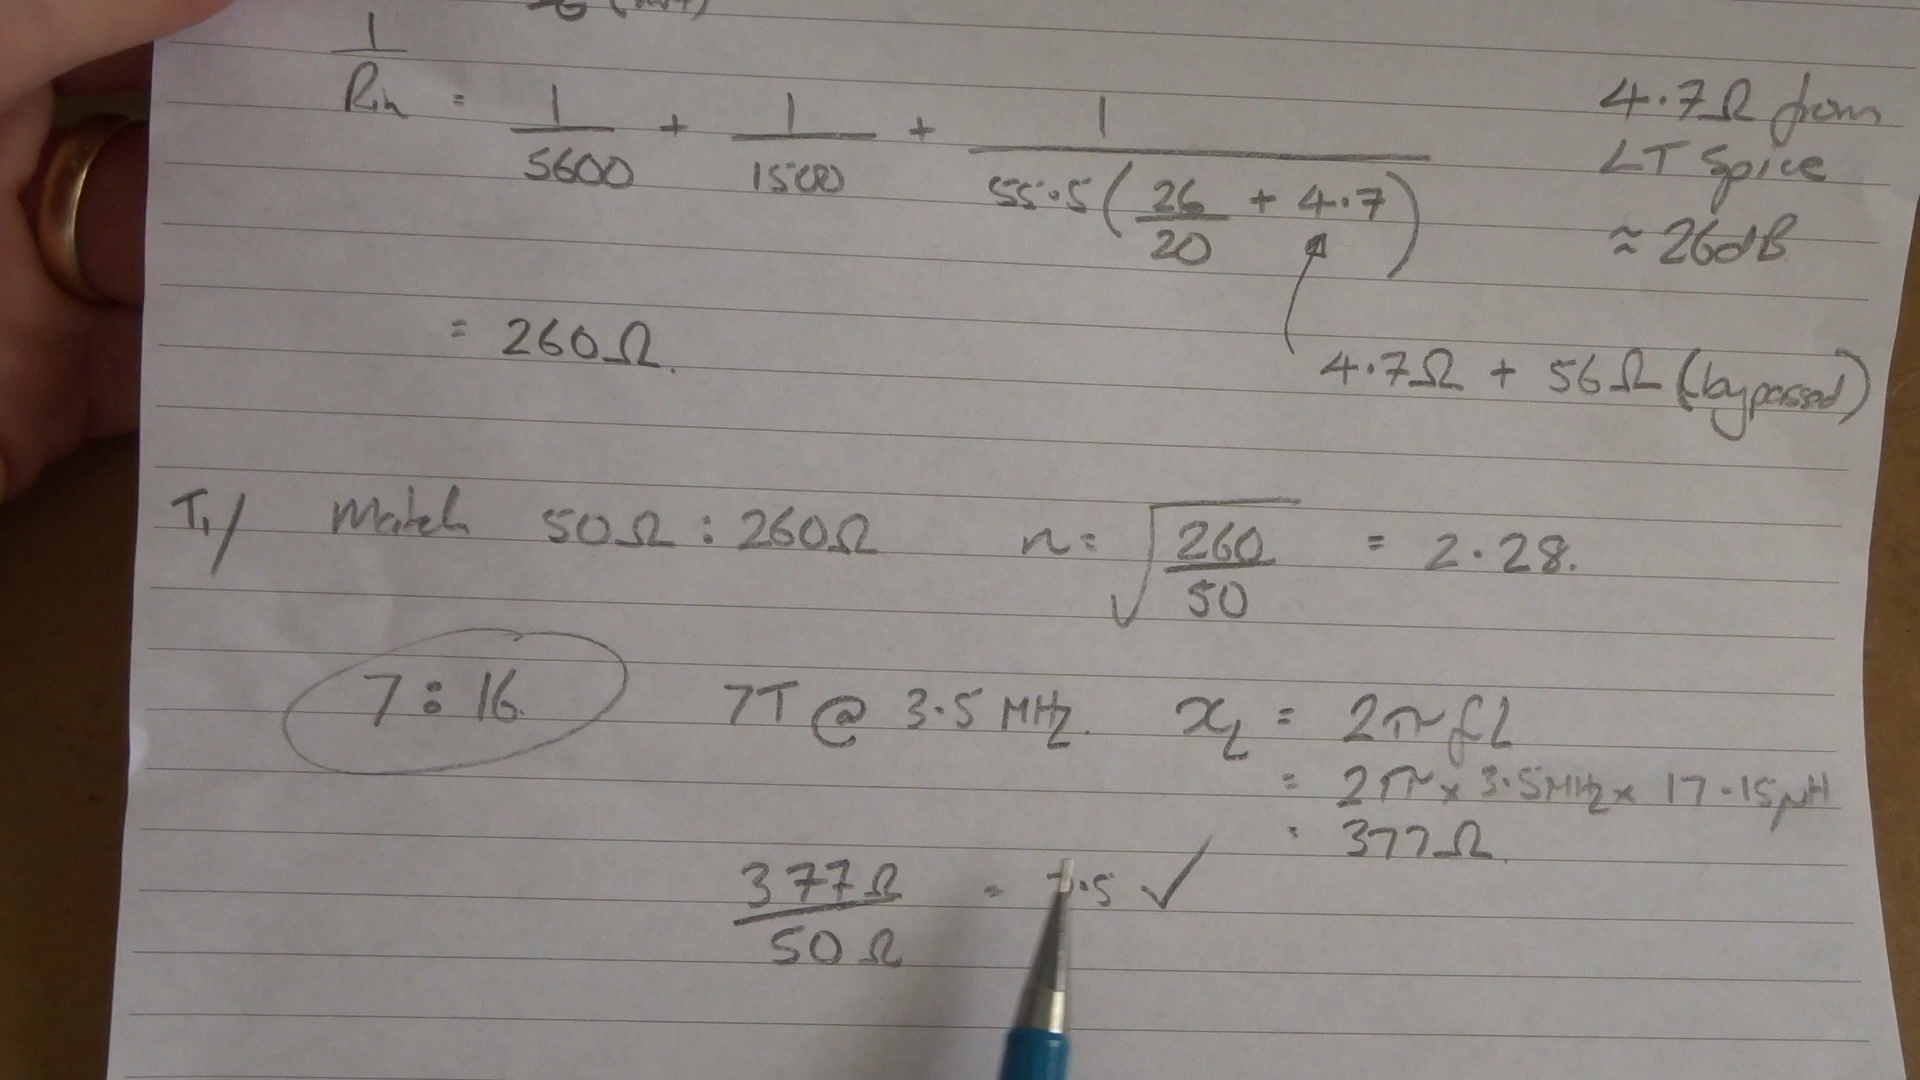 1/Rin = 1/5600 + 1/1500 + 1/(55.5(26/20 + 4.7))
4.7Ω from
LT Spice
≈ 26dB
= 260Ω.
4.7Ω + 56Ω (bypassed)
T1/ Match 50Ω : 260Ω n = √(260/50) = 2.28.
7:16 7T @ 3.5 MHz. XL = 2πfL
= 2π x 3.5MHz x 17.15μH
= 377Ω.
377Ω/50Ω = 7.5 ✓